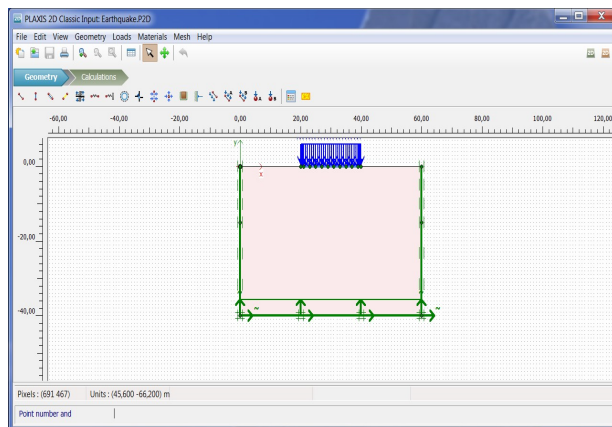 PLAXIS 2D Classic Input: Earthquake.P2D
File Edit View Geometry Loads Materials Mesh Help
Geometry Calculations
-60,00 -40,00 -20,00 0,00 20,00 40,00 60,00 80,00 100,00 120,00
y
0,00
x
-20,00
-40,00
~ ~
Pixels : (691 467) Units : (45,600 -66,200) m
Point number and